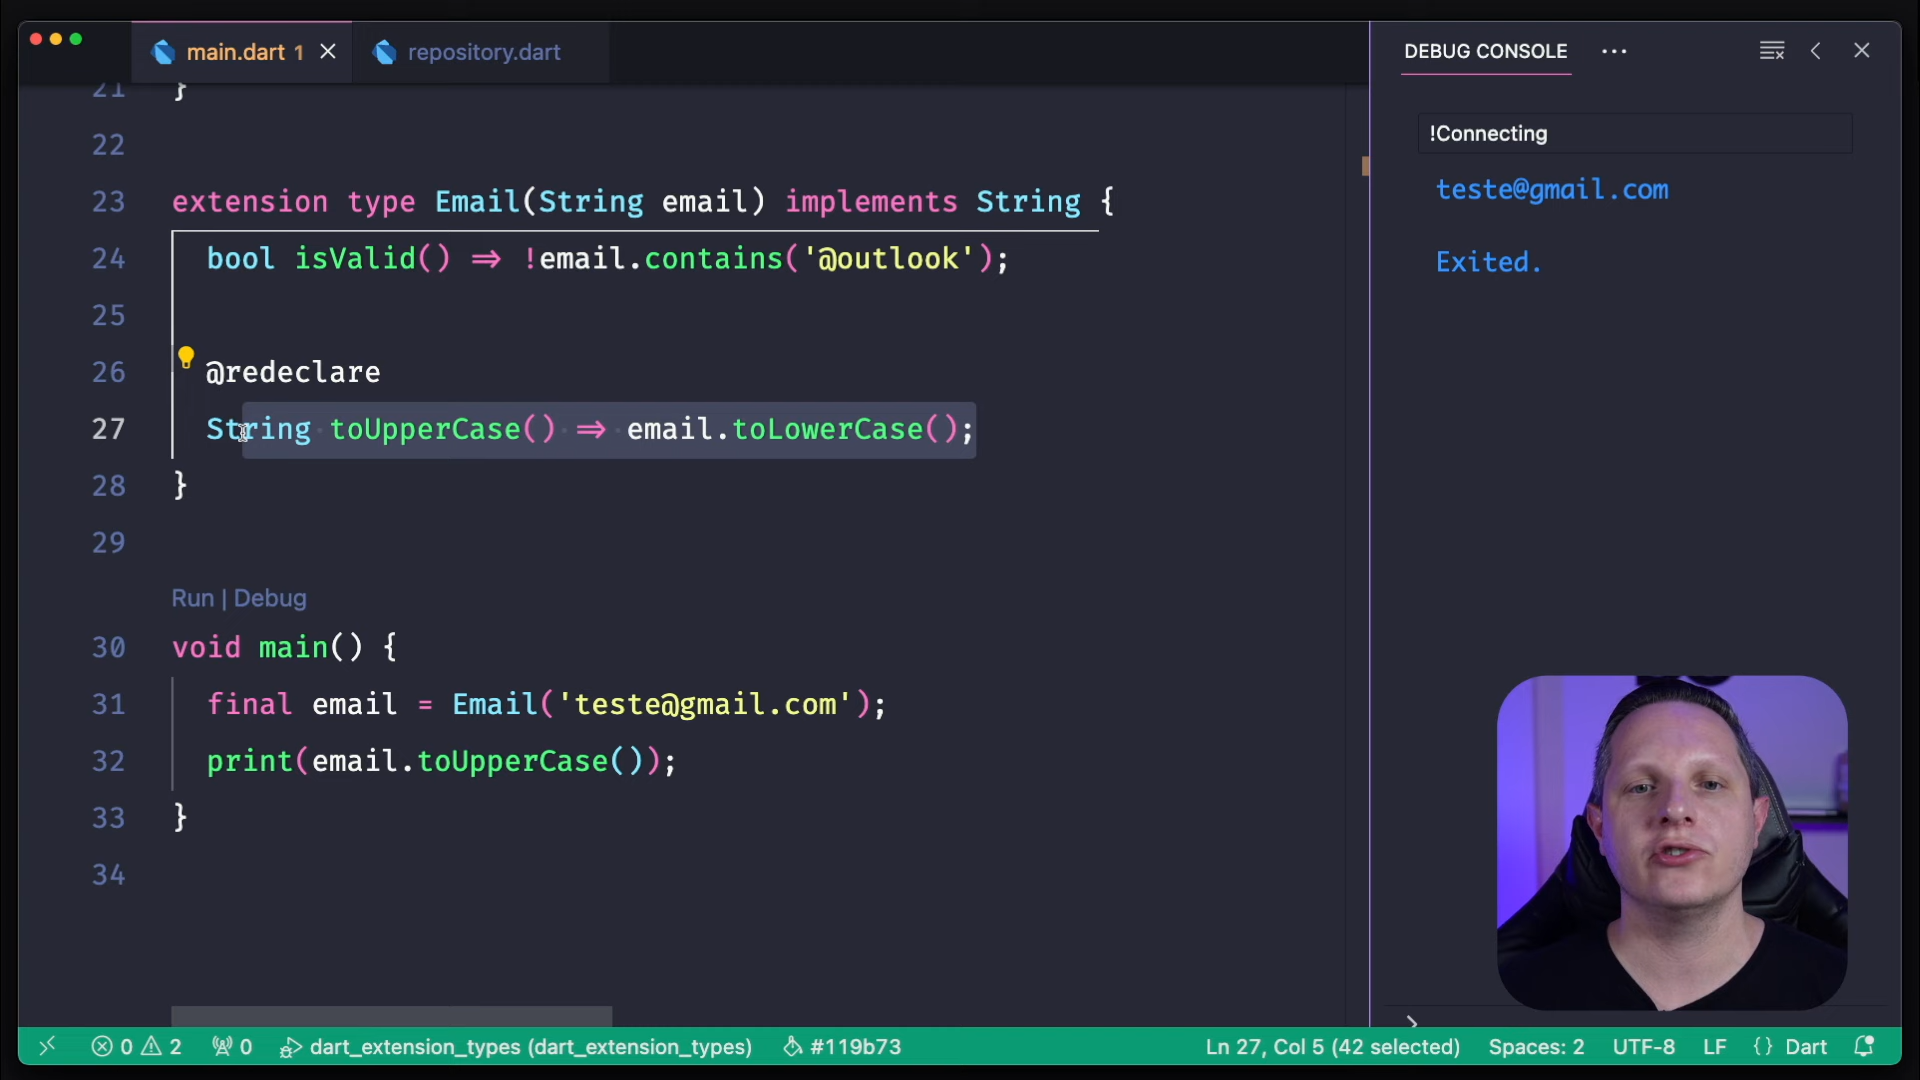 main.dart 1
repository.dart
DEBUG CONSOLE ...
21 }
22
23 extension type Email(String email) implements String {
24 bool isValid() => !email.contains('@outlook');
25
26 @redeclare
27 String toUpperCase() => email.toLowerCase();
28 }
29
Run | Debug
30 void main() {
31 final email = Email('teste@gmail.com');
32 print(email.toUpperCase());
33 }
34
!Connecting
teste@gmail.com
Exited.
0 2 0 dart_extension_types (dart_extension_types) #119b73 Ln 27, Col 5 (42 selected) Spaces: 2 UTF-8 LF {} Dart